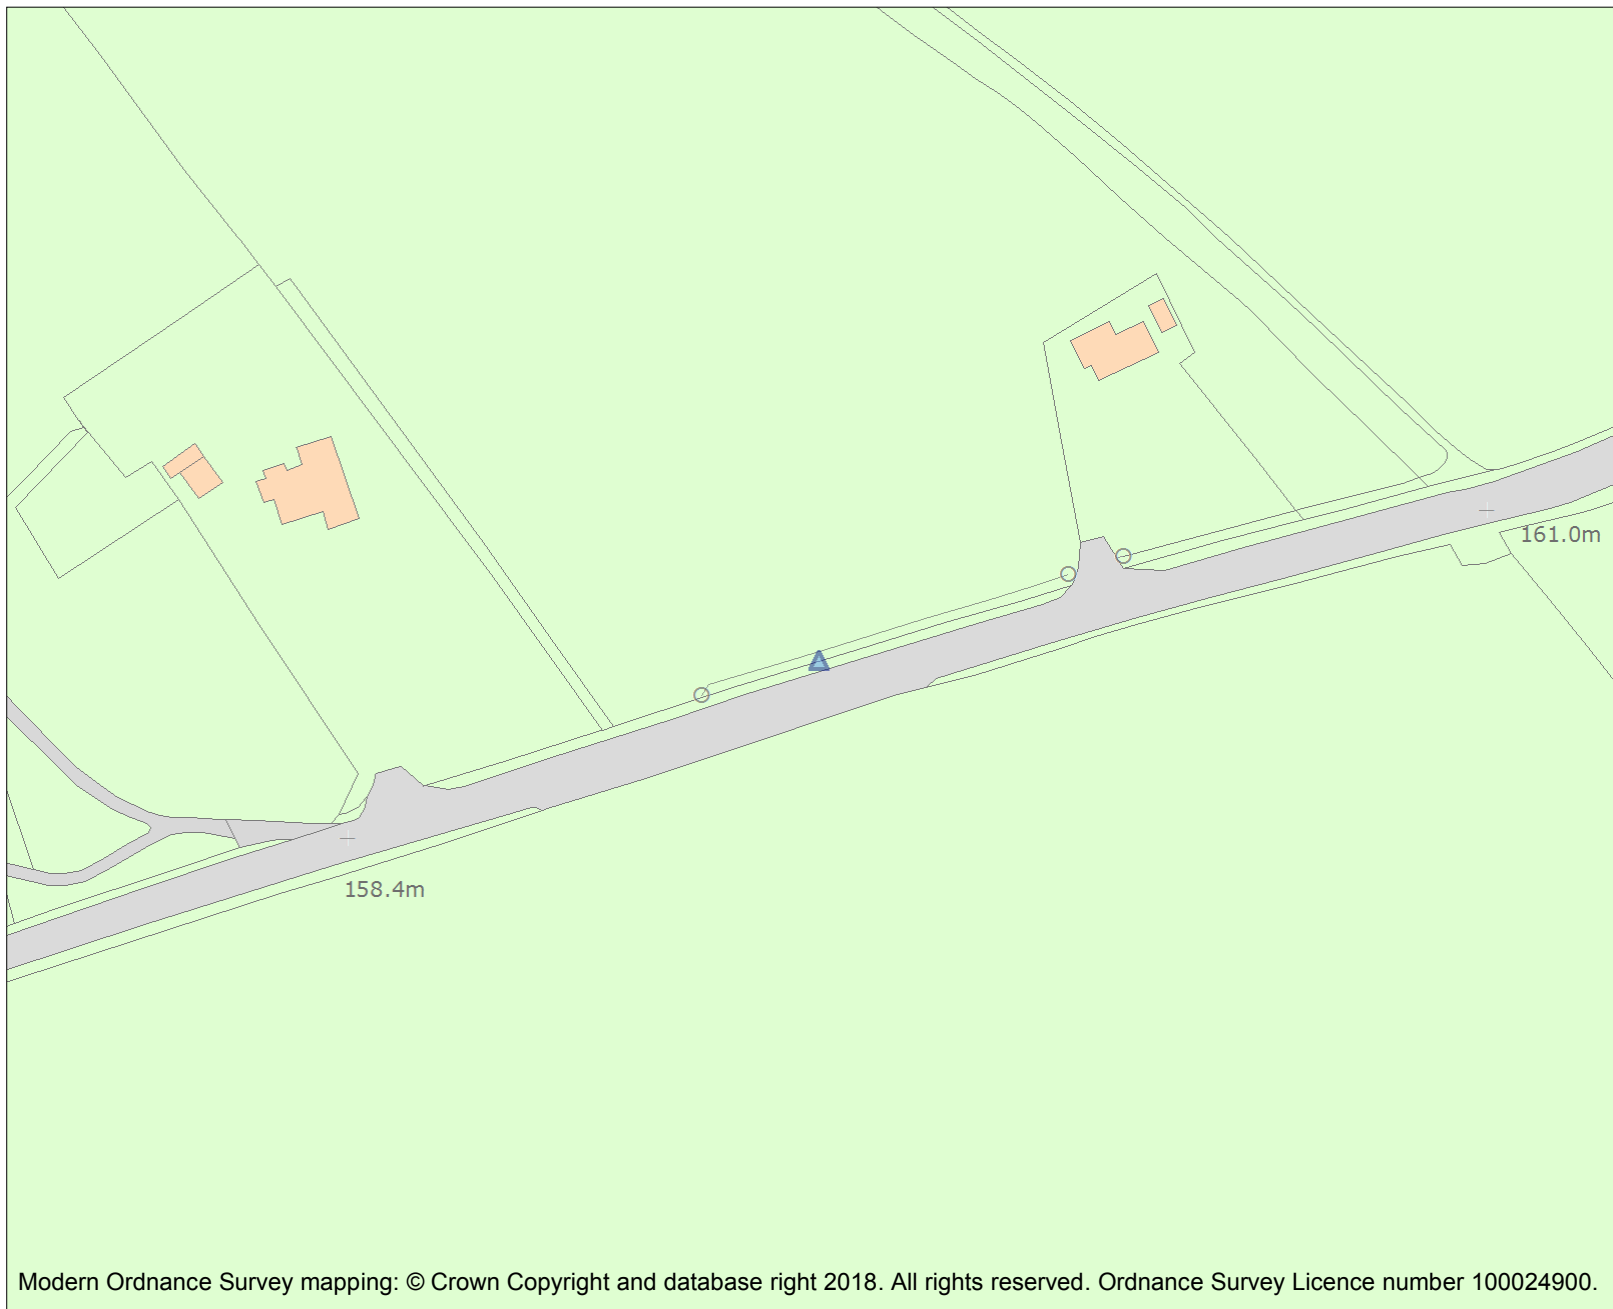 161.0m
158.4m
Modern Ordnance Survey mapping: © Crown Copyright and database right 2018. All rights reserved. Ordnance Survey Licence number 100024900.